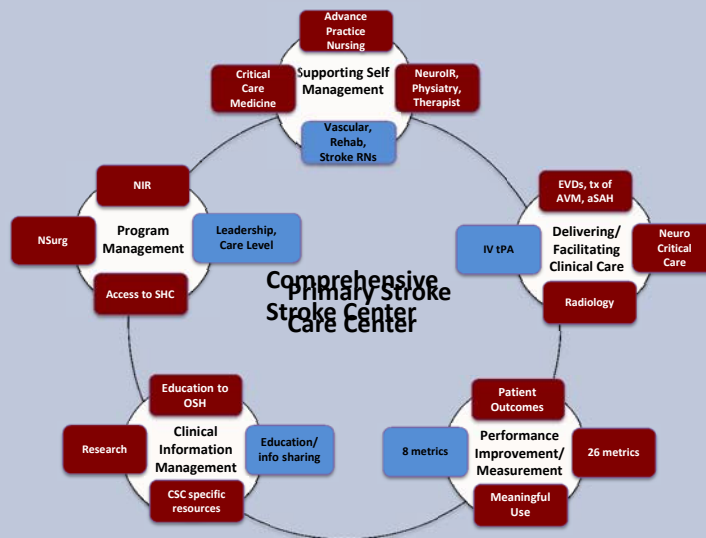 Advance
Practice
Nursing
Critical
Care
Medicine
Supporting Self
Management
NeuroIR,
Physiatry,
Therapist
Vascular,
Rehab,
Stroke RNs
NIR
NSurg
Program
Management
Leadership,
Care Level
Access to SHC
EVDs, tx of
AVM, aSAH
IV tPA
Delivering/
Facilitating
Clinical Care
Neuro
Critical
Care
Radiology
Comprehensive
Stroke Center
Primary Stroke
Care Center
Education to
OSH
Research
Clinical
Information
Management
Education/
info sharing
CSC specific
resources
Patient
Outcomes
8 metrics
Performance
Improvement/
Measurement
26 metrics
Meaningful
Use